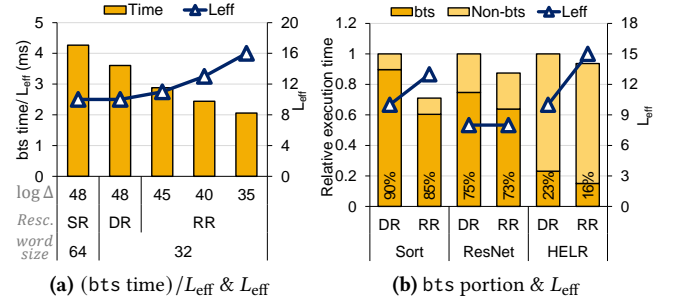 Time Leff
bts time/ Leff (ms)
5
4
3
2
1
0
20
16
12
8
4
0
Leff
log Δ 48 48 45 40 35
Resc. SR DR RR
word size 64 32
(a) (bts time)/Leff & Leff
bts Non-bts Leff
Relative execution time
1.2
1
0.8
0.6
0.4
0.2
0
18
15
12
9
6
3
0
Leff
90% 85% 75% 73% 23% 16%
DR RR DR RR DR RR
Sort ResNet HELR
(b) bts portion & Leff